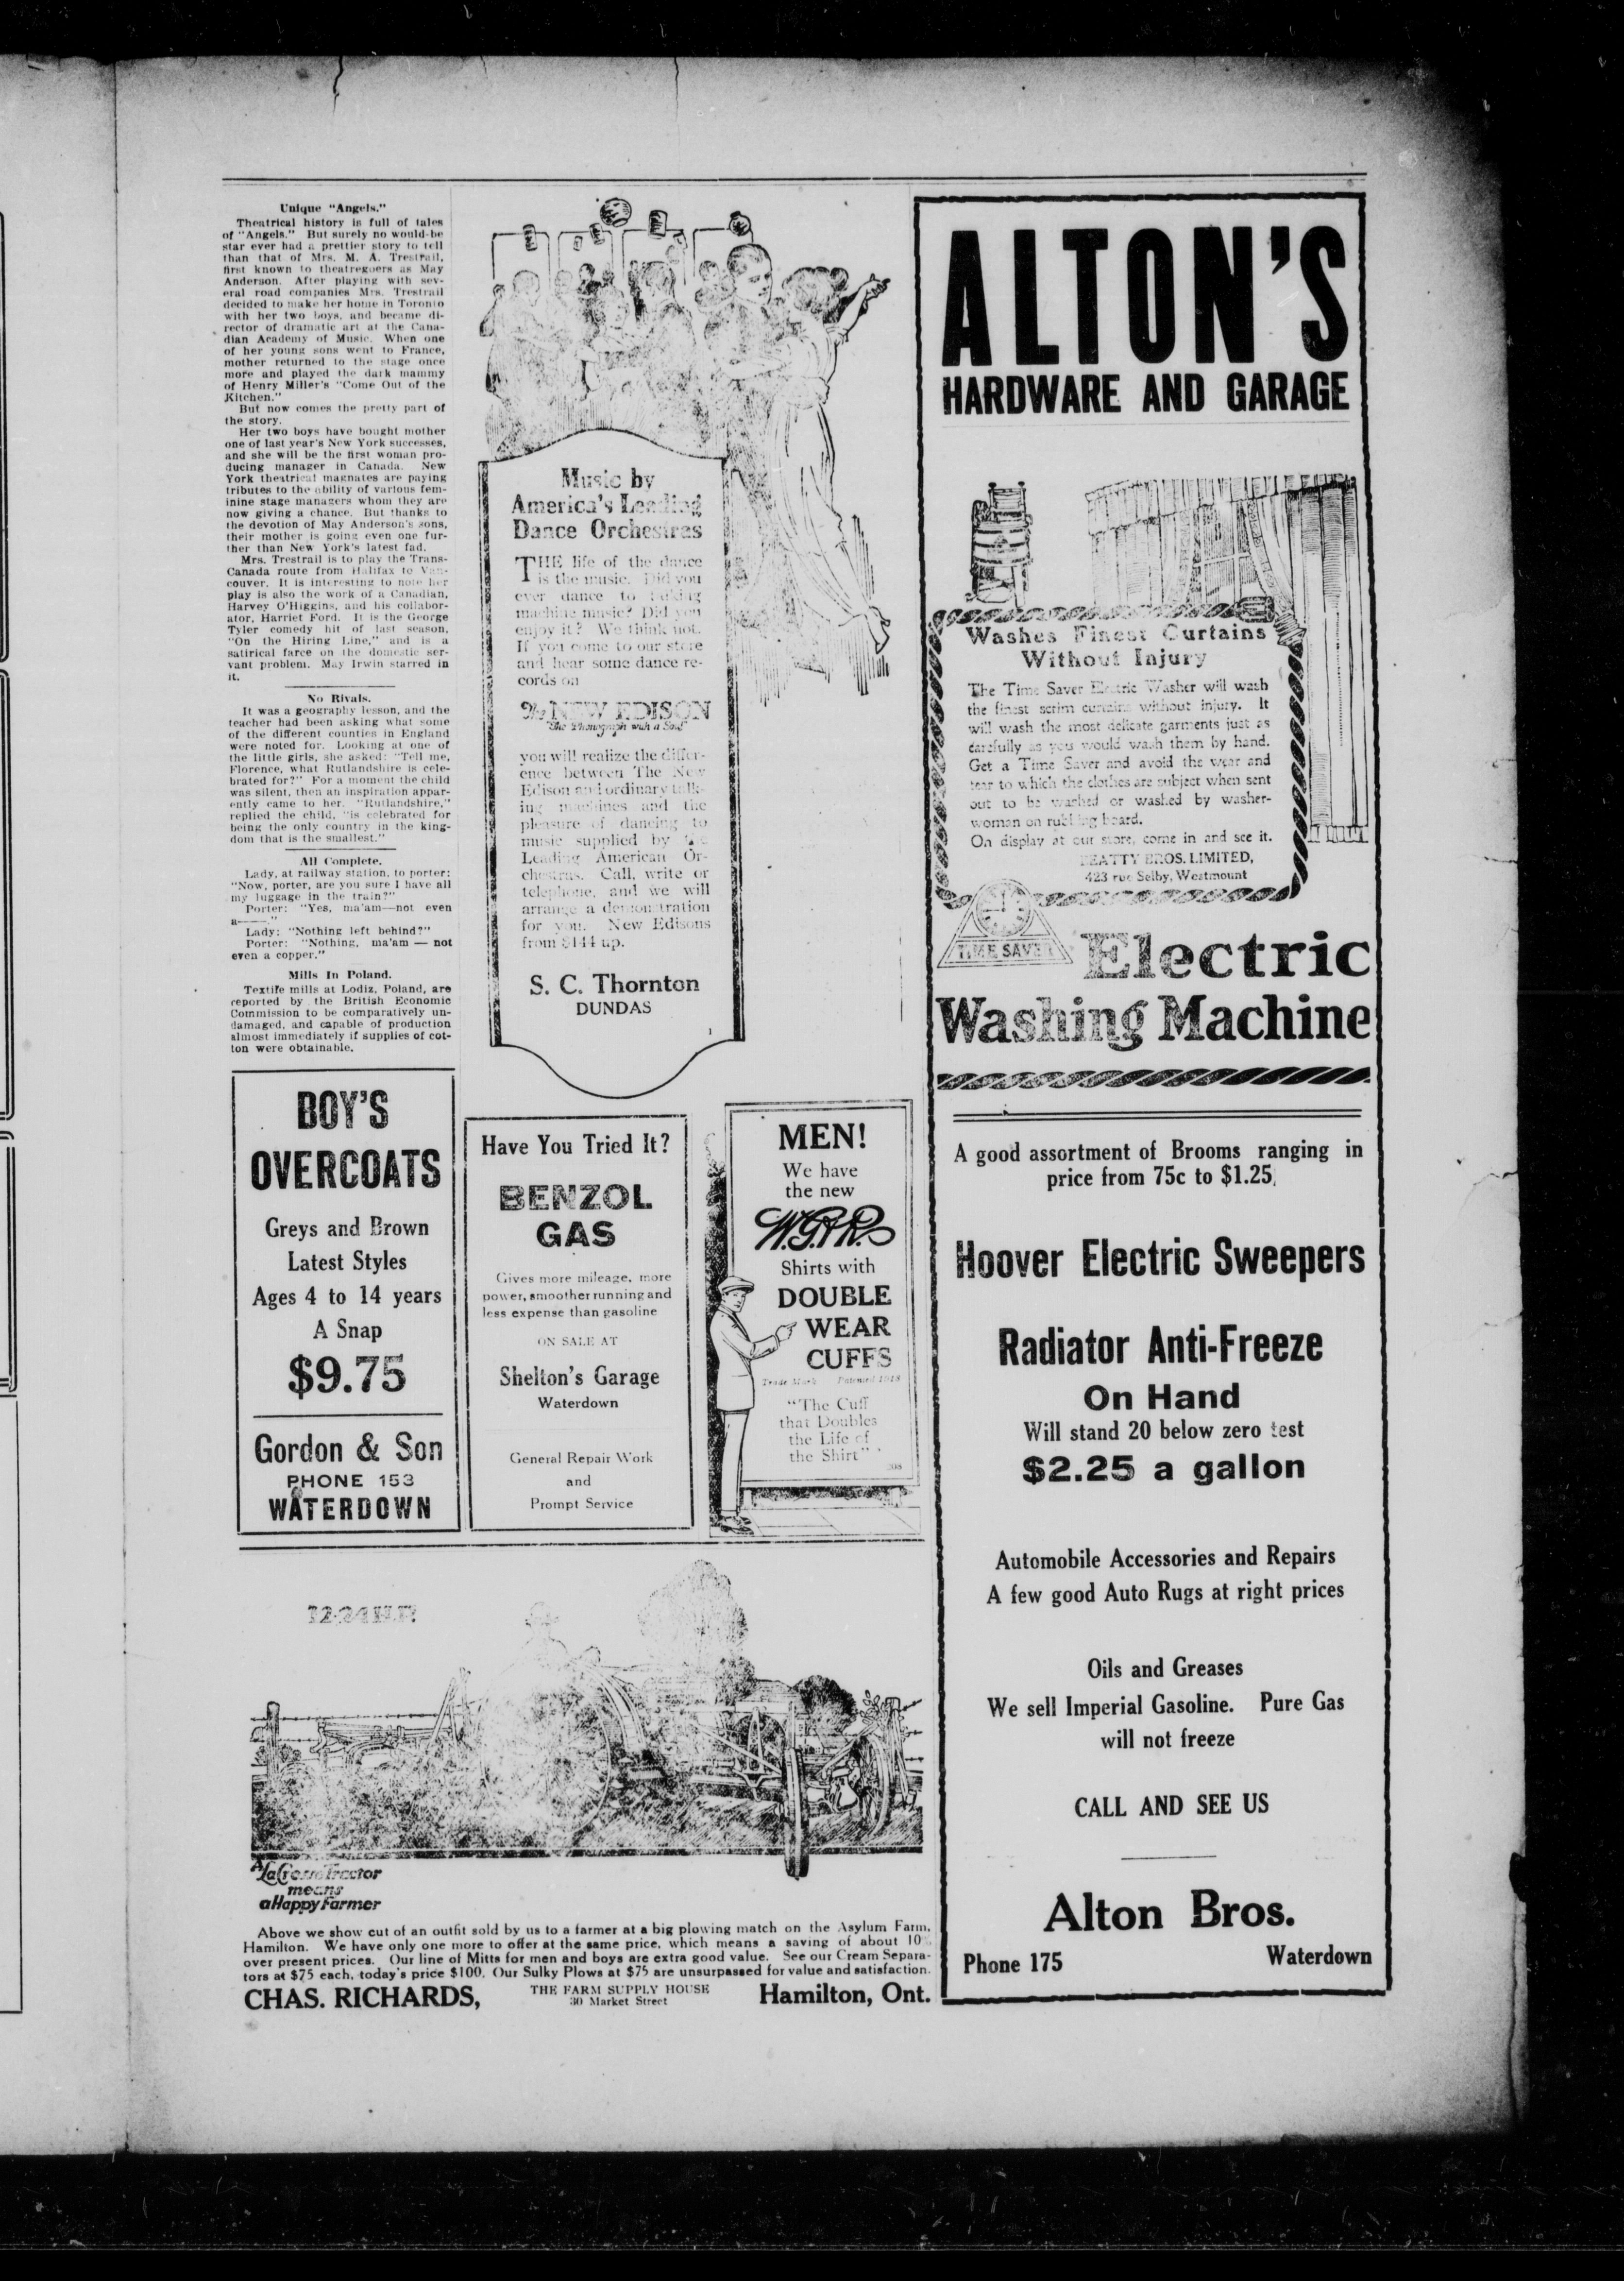 Unique "Angels."
Theatrical history is full of tales
of "Angels." But surely no would-be
star ever had a prettier story to tell
than that of Mrs. M. A. Trestrail,
first known to theatregoers as May
Anderson. After playing with sev-
eral road companies Mrs. Trestrail
decided to make her home in Toronto
with her two boys, and became di-
rector of dramatic art at the Cana-
dian Academy of Music. When one
of her young sons went to France,
mother returned to the stage once
more and played the dark mammy
of Henry Miller's "Come Out of the
Kitchen."
But now comes the pretty part of
the story.
Her two boys have bought mother
one of last year's New York successes,
and she will be the first woman pro-
ducing manager in Canada. New
York theatrical magnates are paying
tributes to the ability of various fem-
inine stage managers whom they are
now giving a chance. But thanks to
the devotion of May Anderson's sons,
their mother is going even one fur-
ther than New York's latest fad.
Mrs. Trestrail is to play the Trans-
Canada route from Halifax to Van-
couver. It is interesting to note her
play is also the work of a Canadian,
Harvey O'Higgins, and his collabor-
ator, Harriet Ford. It is the George
Tyler comedy hit of last season,
"On the Hiring Line," and is a
satirical farce on the domestic ser-
vant problem. May Irwin starred in
it.
No Rivals.
It was a geography lesson, and the
teacher had been asking what some
of the different counties in England
were noted for. Looking at one of
the little girls, she asked: "Tell me,
Florence, what Rutlandshire is cele-
brated for?" For a moment the child
was silent, then an inspiration appar-
ently came to her. "Rutlandshire,"
replied the child, "is celebrated for
being the only country in the king-
dom that is the smallest."
All Complete.
Lady, at railway station, to porter:
"Now, porter, are you sure I have all
my luggage in the train?"
Porter: "Yes, ma'am—not even
a——"
Lady: "Nothing left behind?"
Porter: "Nothing, ma'am — not
even a copper."
Mills In Poland.
Textile mills at Lodiz, Poland, are
reported by the British Economic
Commission to be comparatively un-
damaged, and capable of production
almost immediately if supplies of cot-
ton were obtainable.
BOY'S
OVERCOATS
Greys and Brown
Latest Styles
Ages 4 to 14 years
A Snap
$9.75
Gordon & Son
PHONE 153
WATERDOWN
Music by
America's Leading
Dance Orchestras
THE life of the dance
is the music. Did you
ever dance to talking
machine music? Did you
enjoy it? We think not.
If you come to our store
and hear some dance re-
cords on
The NEW EDISON
"The Phonograph with a Soul"
you will realize the differ-
ence between The New
Edison and ordinary talk-
ing machines and the
pleasure of dancing to
music supplied by the
Leading American Or-
chestras. Call, write or
telephone, and we will
arrange a demonstration
for you. New Edisons
from $144 up.
S. C. Thornton
DUNDAS
Have You Tried It?
BENZOL
GAS
Gives more mileage, more
power, smoother running and
less expense than gasoline
ON SALE AT
Shelton's Garage
Waterdown
General Repair Work
and
Prompt Service
MEN!
We have
the new
W.G.&R.
Shirts with
DOUBLE
WEAR
CUFFS
Trade Mark Patented 1918
"The Cuff
that Doubles
the Life of
the Shirt"
208
12-24 H.P.
A La Crosse Tractor
means
a Happy Farmer
Above we show cut of an outfit sold by us to a farmer at a big plowing match on the Asylum Farm,
Hamilton. We have only one more to offer at the same price, which means a saving of about 10%
over present prices. Our line of Mitts for men and boys are extra good value. See our Cream Separa-
tors at $75 each, today's price $100. Our Sulky Plows at $75 are unsurpassed for value and satisfaction.
CHAS. RICHARDS, THE FARM SUPPLY HOUSE Hamilton, Ont.
30 Market Street
ALTON'S
HARDWARE AND GARAGE
Washes Finest Curtains
Without Injury
The Time Saver Electric Washer will wash
the finest scrim curtains without injury. It
will wash the most delicate garments just as
carefully as you would wash them by hand.
Get a Time Saver and avoid the wear and
tear to which the clothes are subject when sent
out to be washed or washed by washer-
woman on rubbing board.
On display at our store, come in and see it.
BEATTY BROS. LIMITED,
423 rue Selby, Westmount
TIME SAVER
Electric
Washing Machine
A good assortment of Brooms ranging in
price from 75c to $1.25
Hoover Electric Sweepers
Radiator Anti-Freeze
On Hand
Will stand 20 below zero test
$2.25 a gallon
Automobile Accessories and Repairs
A few good Auto Rugs at right prices
Oils and Greases
We sell Imperial Gasoline. Pure Gas
will not freeze
CALL AND SEE US
Alton Bros.
Phone 175 Waterdown